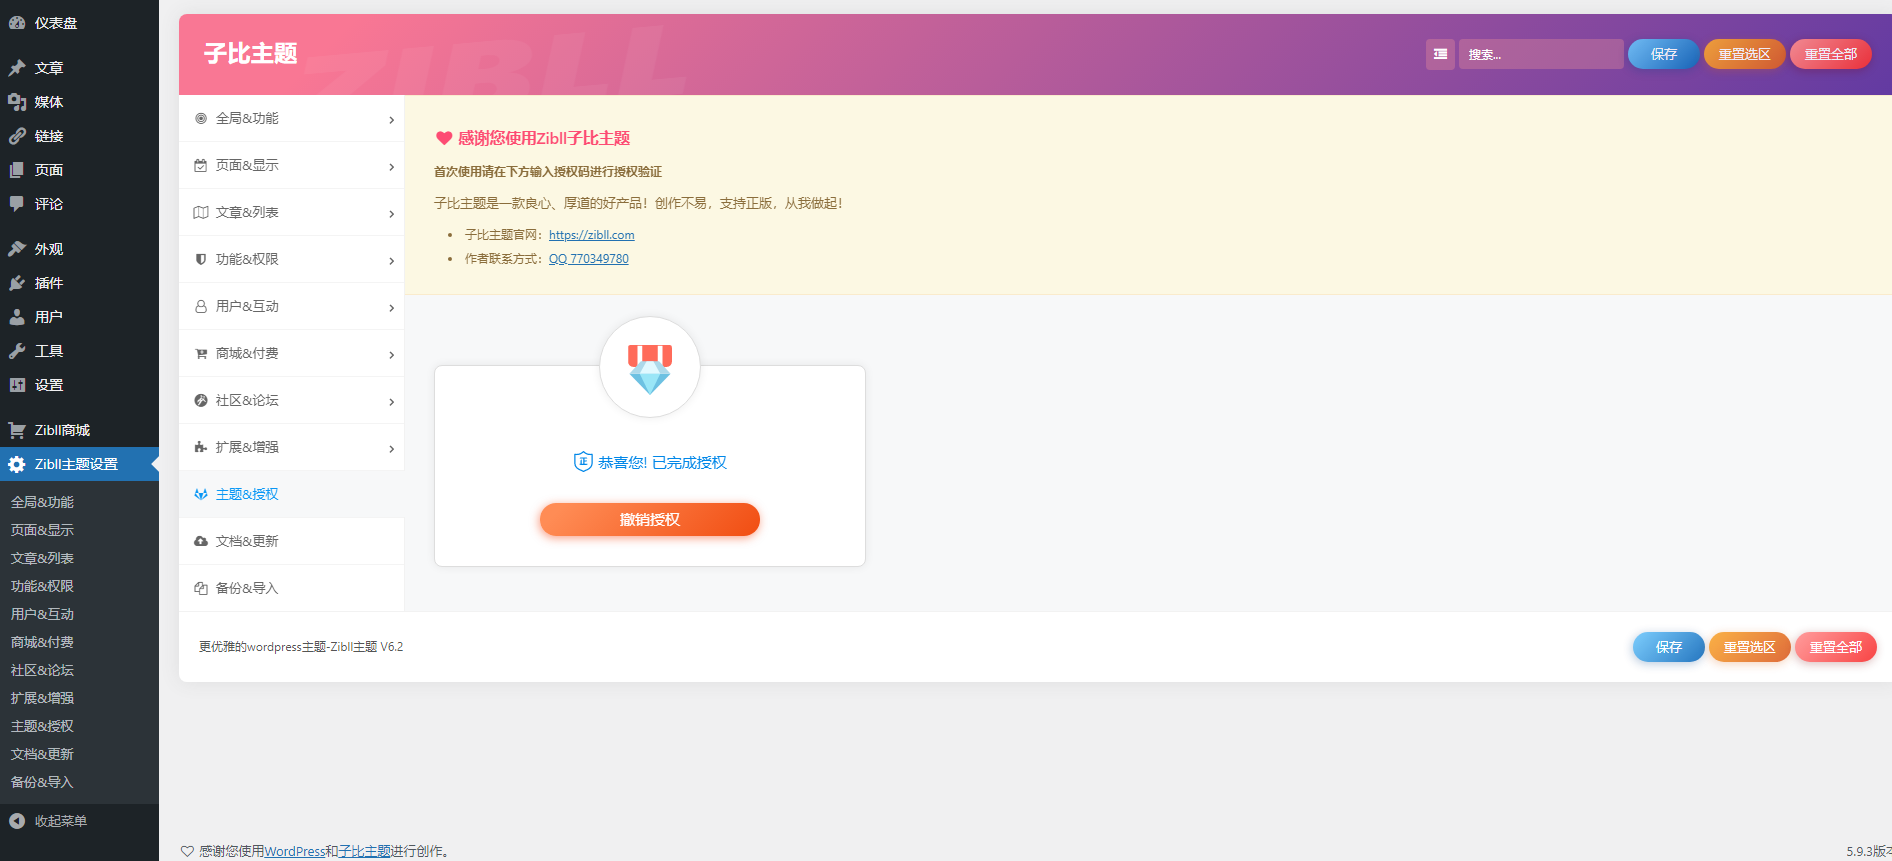 仪表盘
文章
媒体
链接
页面
评论
外观
插件
用户
工具
设置
Zibll商城
Zibll主题设置
全局&功能
页面&显示
文章&列表
功能&权限
用户&互动
商城&付费
社区&论坛
扩展&增强
主题&授权
文档&更新
备份&导入
收起菜单
子比主题
ZIBLL
搜索...
保存
重置选区
重置全部
全局&功能
页面&显示
文章&列表
功能&权限
用户&互动
商城&付费
社区&论坛
扩展&增强
主题&授权
文档&更新
备份&导入
感谢您使用Zibll子比主题
首次使用请在下方输入授权码进行授权验证
子比主题是一款良心、厚道的好产品！创作不易，支持正版，从我做起！
子比主题官网：https://zibll.com
作者联系方式：QQ 770349780
正 恭喜您! 已完成授权
撤销授权
更优雅的wordpress主题-Zibll主题 V6.2
保存
重置选区
重置全部
感谢您使用WordPress和子比主题进行创作。
5.9.3版本